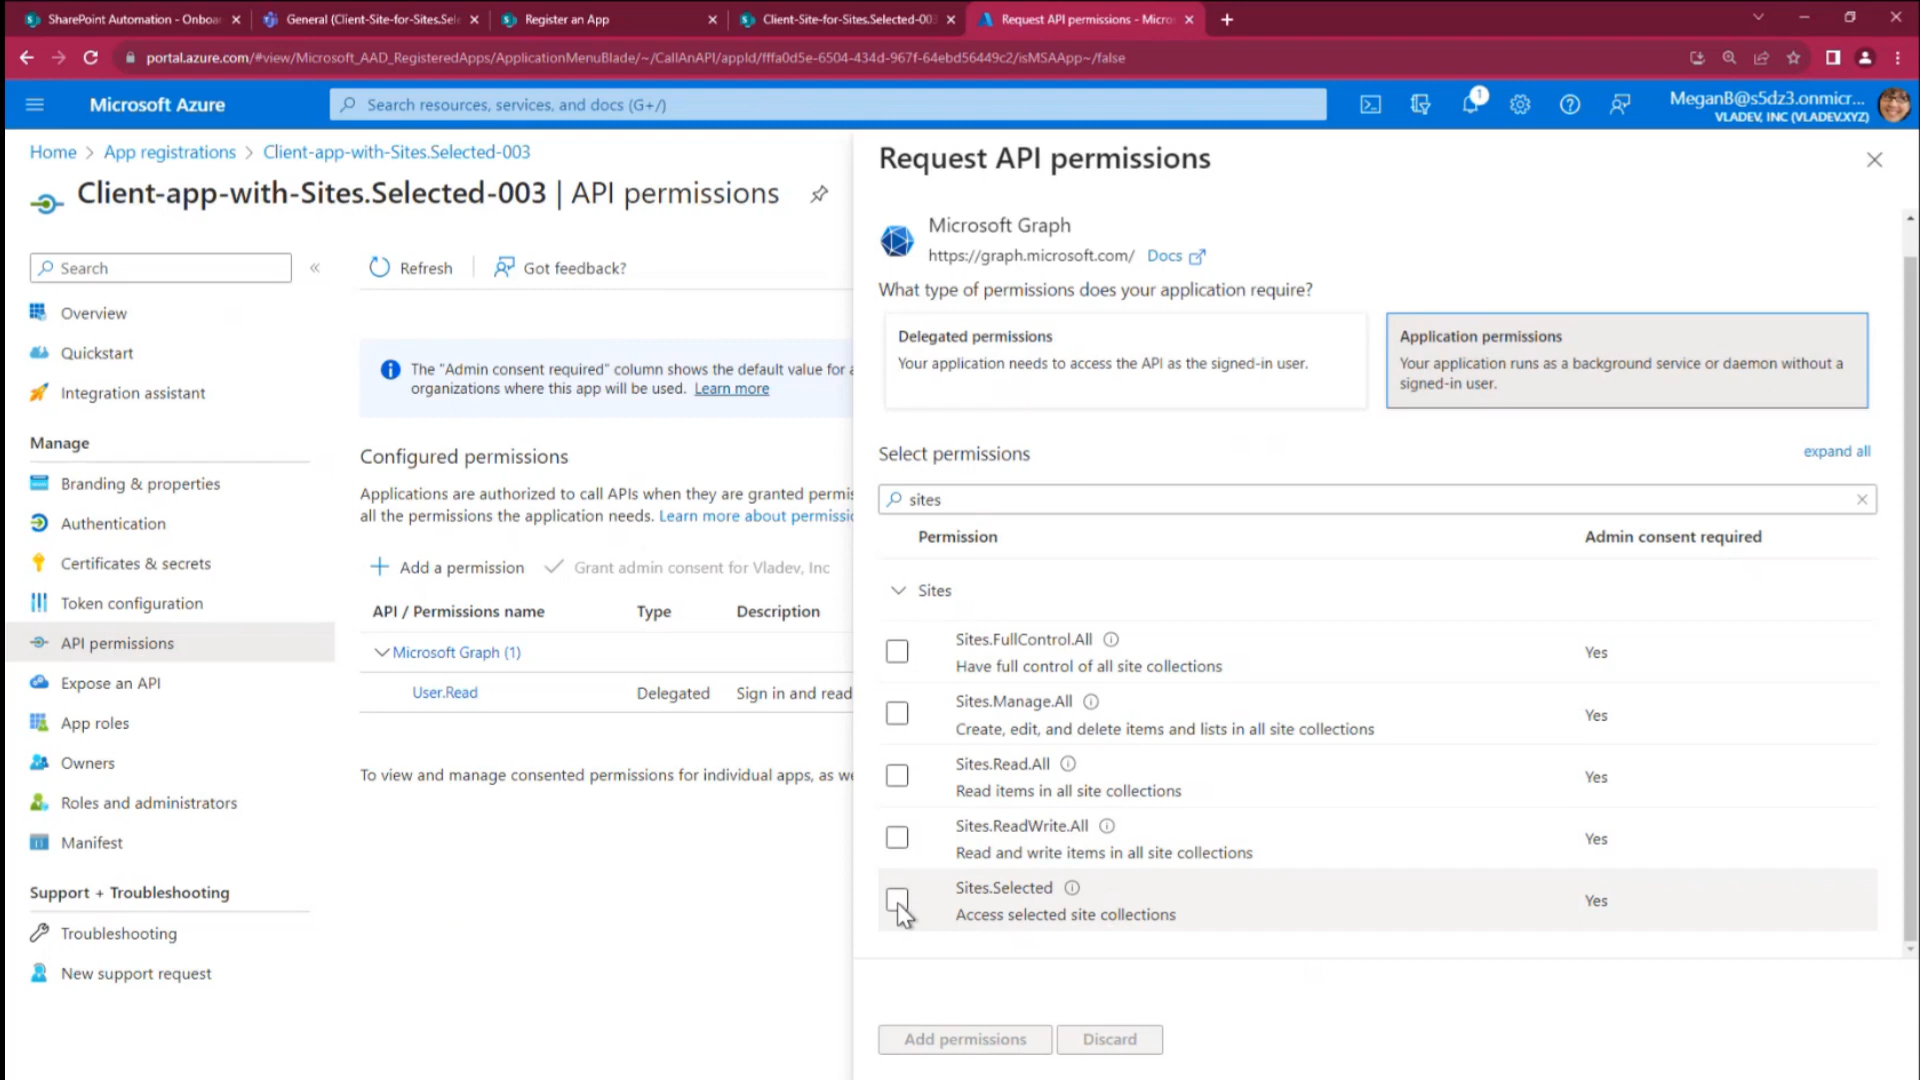 SharePoint Automation - Onboar
General (Client-Site-for-Sites.Sel
Register an App
Client-Site-for-Sites.Selected-003
Request API permissions - Micro
portal.azure.com/#view/Microsoft_AAD_RegisteredApps/ApplicationMenuBlade/~/CallAnAPI/appId/fffa0d5e-6504-434d-967f-64ebd56449c2/isMSAApp~/false
Microsoft Azure
Search resources, services, and docs (G+/)
1
MeganB@s5dz3.onmicr...
VLADEV, INC (VLADEV.XYZ)
Home > App registrations > Client-app-with-Sites.Selected-003
Client-app-with-Sites.Selected-003 | API permissions
Search
Overview
Quickstart
Integration assistant
Manage
Branding & properties
Authentication
Certificates & secrets
Token configuration
API permissions
Expose an API
App roles
Owners
Roles and administrators
Manifest
Support + Troubleshooting
Troubleshooting
New support request
Refresh
Got feedback?
The "Admin consent required" column shows the default value for a
organizations where this app will be used. Learn more
Configured permissions
Applications are authorized to call APIs when they are granted permis
all the permissions the application needs. Learn more about permissio
Add a permission
Grant admin consent for Vladev, Inc
API / Permissions name Type Description
Microsoft Graph (1)
User.Read Delegated Sign in and read
To view and manage consented permissions for individual apps, as we
Request API permissions
Microsoft Graph
https://graph.microsoft.com/ Docs
What type of permissions does your application require?
Delegated permissions
Your application needs to access the API as the signed-in user.
Application permissions
Your application runs as a background service or daemon without a
signed-in user.
Select permissions
expand all
sites
Permission Admin consent required
Sites
Sites.FullControl.All
Have full control of all site collections
Yes
Sites.Manage.All
Create, edit, and delete items and lists in all site collections
Yes
Sites.Read.All
Read items in all site collections
Yes
Sites.ReadWrite.All
Read and write items in all site collections
Yes
Sites.Selected
Access selected site collections
Yes
Add permissions
Discard